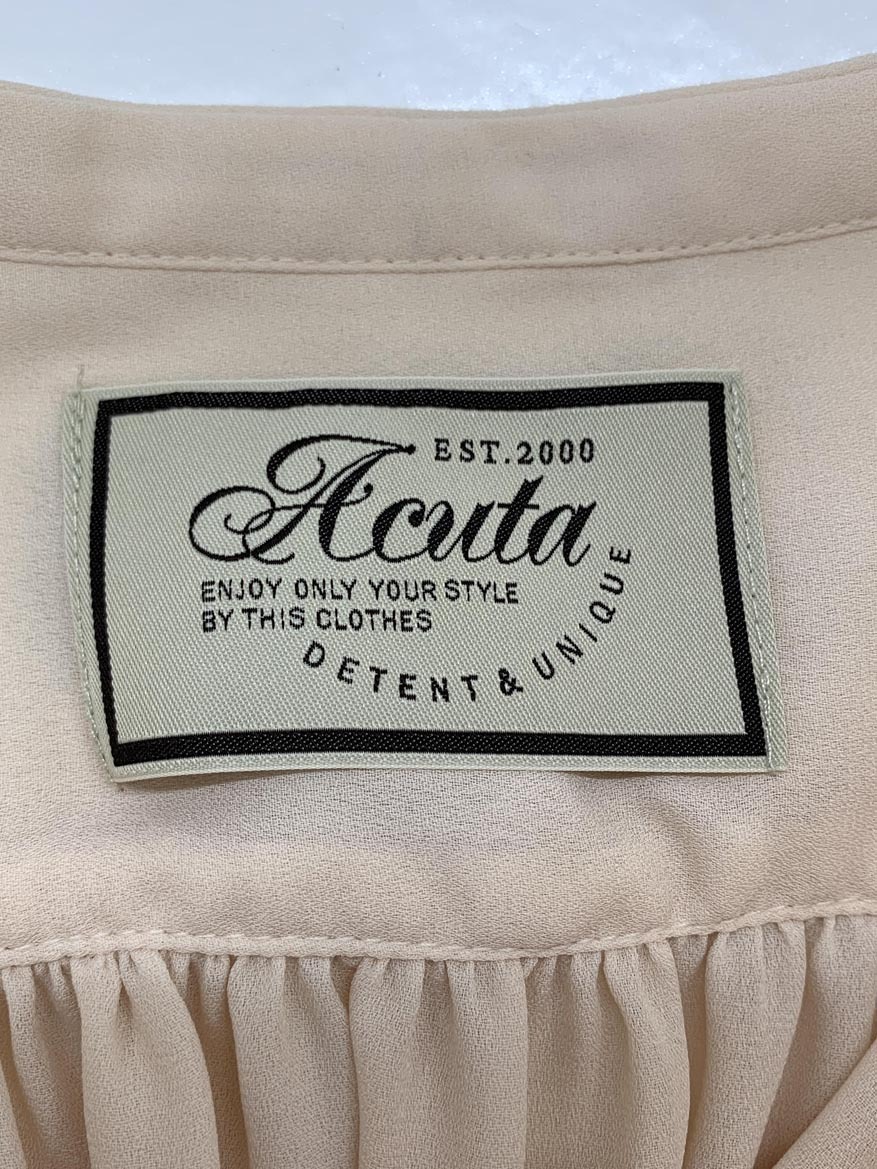 EST.2000
Acuta
ENJOY ONLY YOUR STYLE
BY THIS CLOTHES
DETENT & UNIQUE